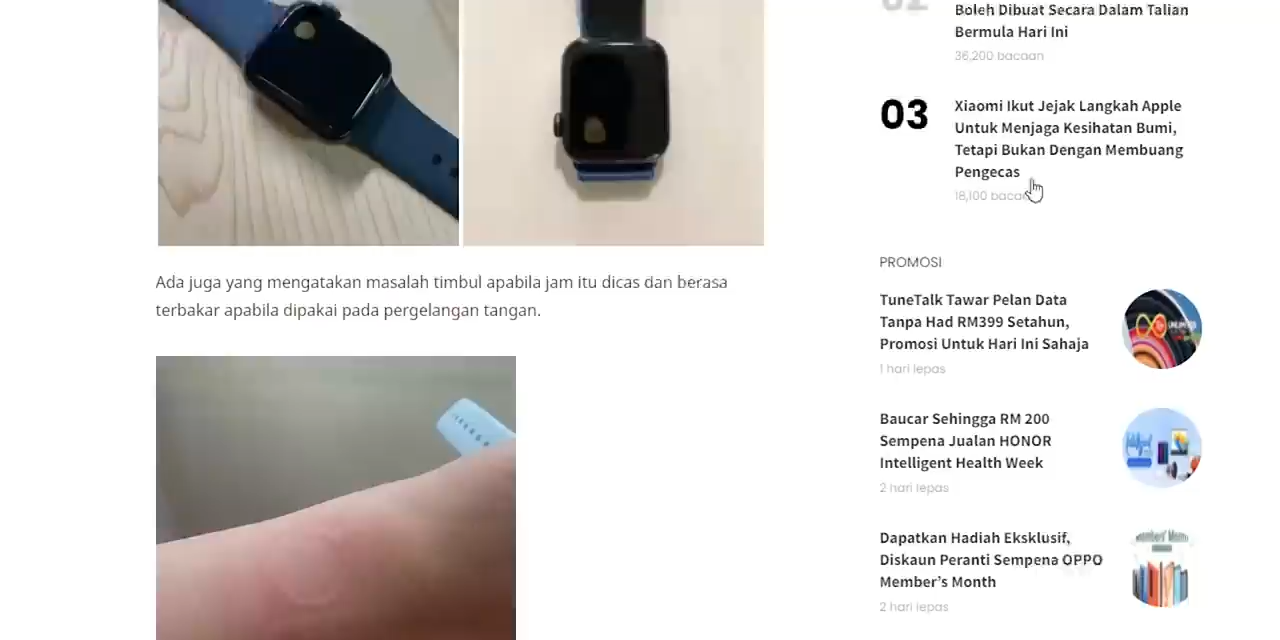 Boleh Dibuat Secara Dalam Talian
Bermula Hari Ini
36,200 bacaan
03
Xiaomi Ikut Jejak Langkah Apple
Untuk Menjaga Kesihatan Bumi,
Tetapi Bukan Dengan Membuang
Pengecas
18,100
Ada juga yang mengatakan masalah timbul apabila jam itu dicas dan berasa
terbakar apabila dipakai pada pergelangan tangan.
PROMOSI
TuneTalk Tawar Pelan Data
Tanpa Had RM399 Setahun,
Promosi Untuk Hari Ini Sahaja
1 hari lepas
Baucar Sehingga RM 200
Sempena Jualan HONOR
Intelligent Health Week
2 hari lepas
Dapatkan Hadiah Eksklusif,
Diskaun Peranti Sempena OPPO
Member's Month
2 hari lepas